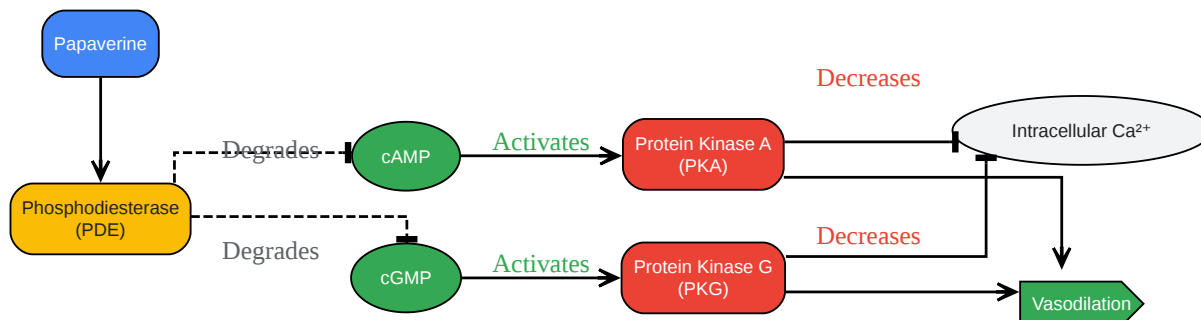 Papaverine
Decreases
Intracellular Ca²⁺
Degrades
cAMP
Activates
Protein Kinase A
(PKA)
Phosphodiesterase
(PDE)
Degrades
cGMP
Activates
Decreases
Protein Kinase G
(PKG)
Vasodilation